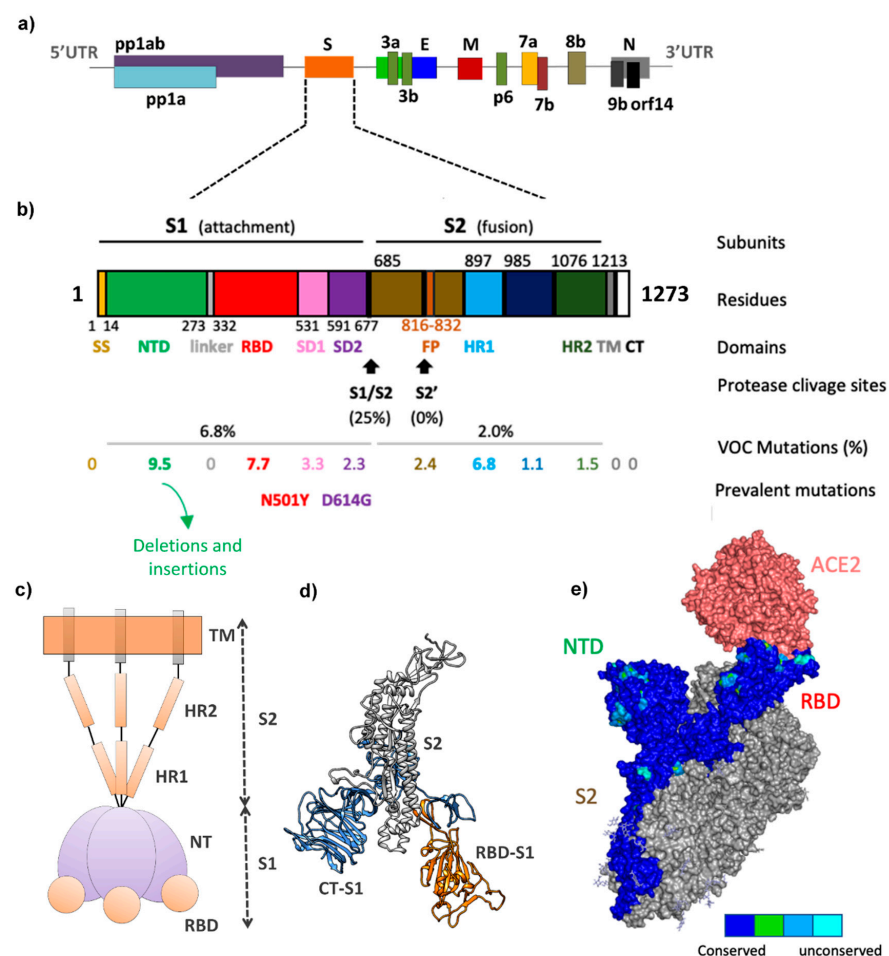 a)
5'UTR pp1ab S 3a E M 7a 8b N 3'UTR
pp1a 3b p6 7b 9b orf14
b)
S1 (attachment) S2 (fusion) Subunits
685 897 985 1076 1213
1 1273 Residues
1 14 273 332 531 591 677 816-832
SS NTD linker RBD SD1 SD2 FP HR1 HR2 TM CT Domains
S1/S2 S2' Protease clivage sites
(25%) (0%)
6.8% 2.0% VOC Mutations (%)
0 9.5 0 7.7 3.3 2.3 2.4 6.8 1.1 1.5 0 0
N501Y D614G Prevalent mutations
Deletions and
insertions
c)
TM
HR2
S2
HR1
NT
S1
RBD
d)
S2
RBD-S1
CT-S1
e)
ACE2
NTD
RBD
S2
Conserved unconserved